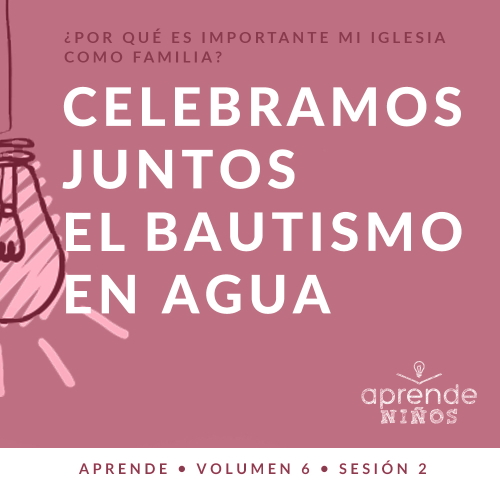 ¿POR QUÉ ES IMPORTANTE MI IGLESIA
COMO FAMILIA?
CELEBRAMOS
JUNTOS
EL BAUTISMO
EN AGUA
aprende
NIÑOS
APRENDE • VOLUMEN 6 • SESIÓN 2